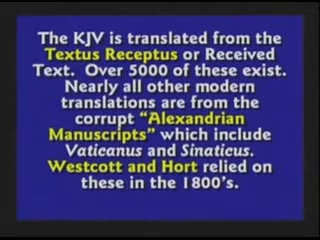 The KJV is translated from the
Textus Receptus or Received
Text.  Over 5000 of these exist.
Nearly all other modern
translations are from the
corrupt "Alexandrian
Manuscripts" which include
Vaticanus and Sinaticus.
Westcott and Hort relied on
these in the 1800's.